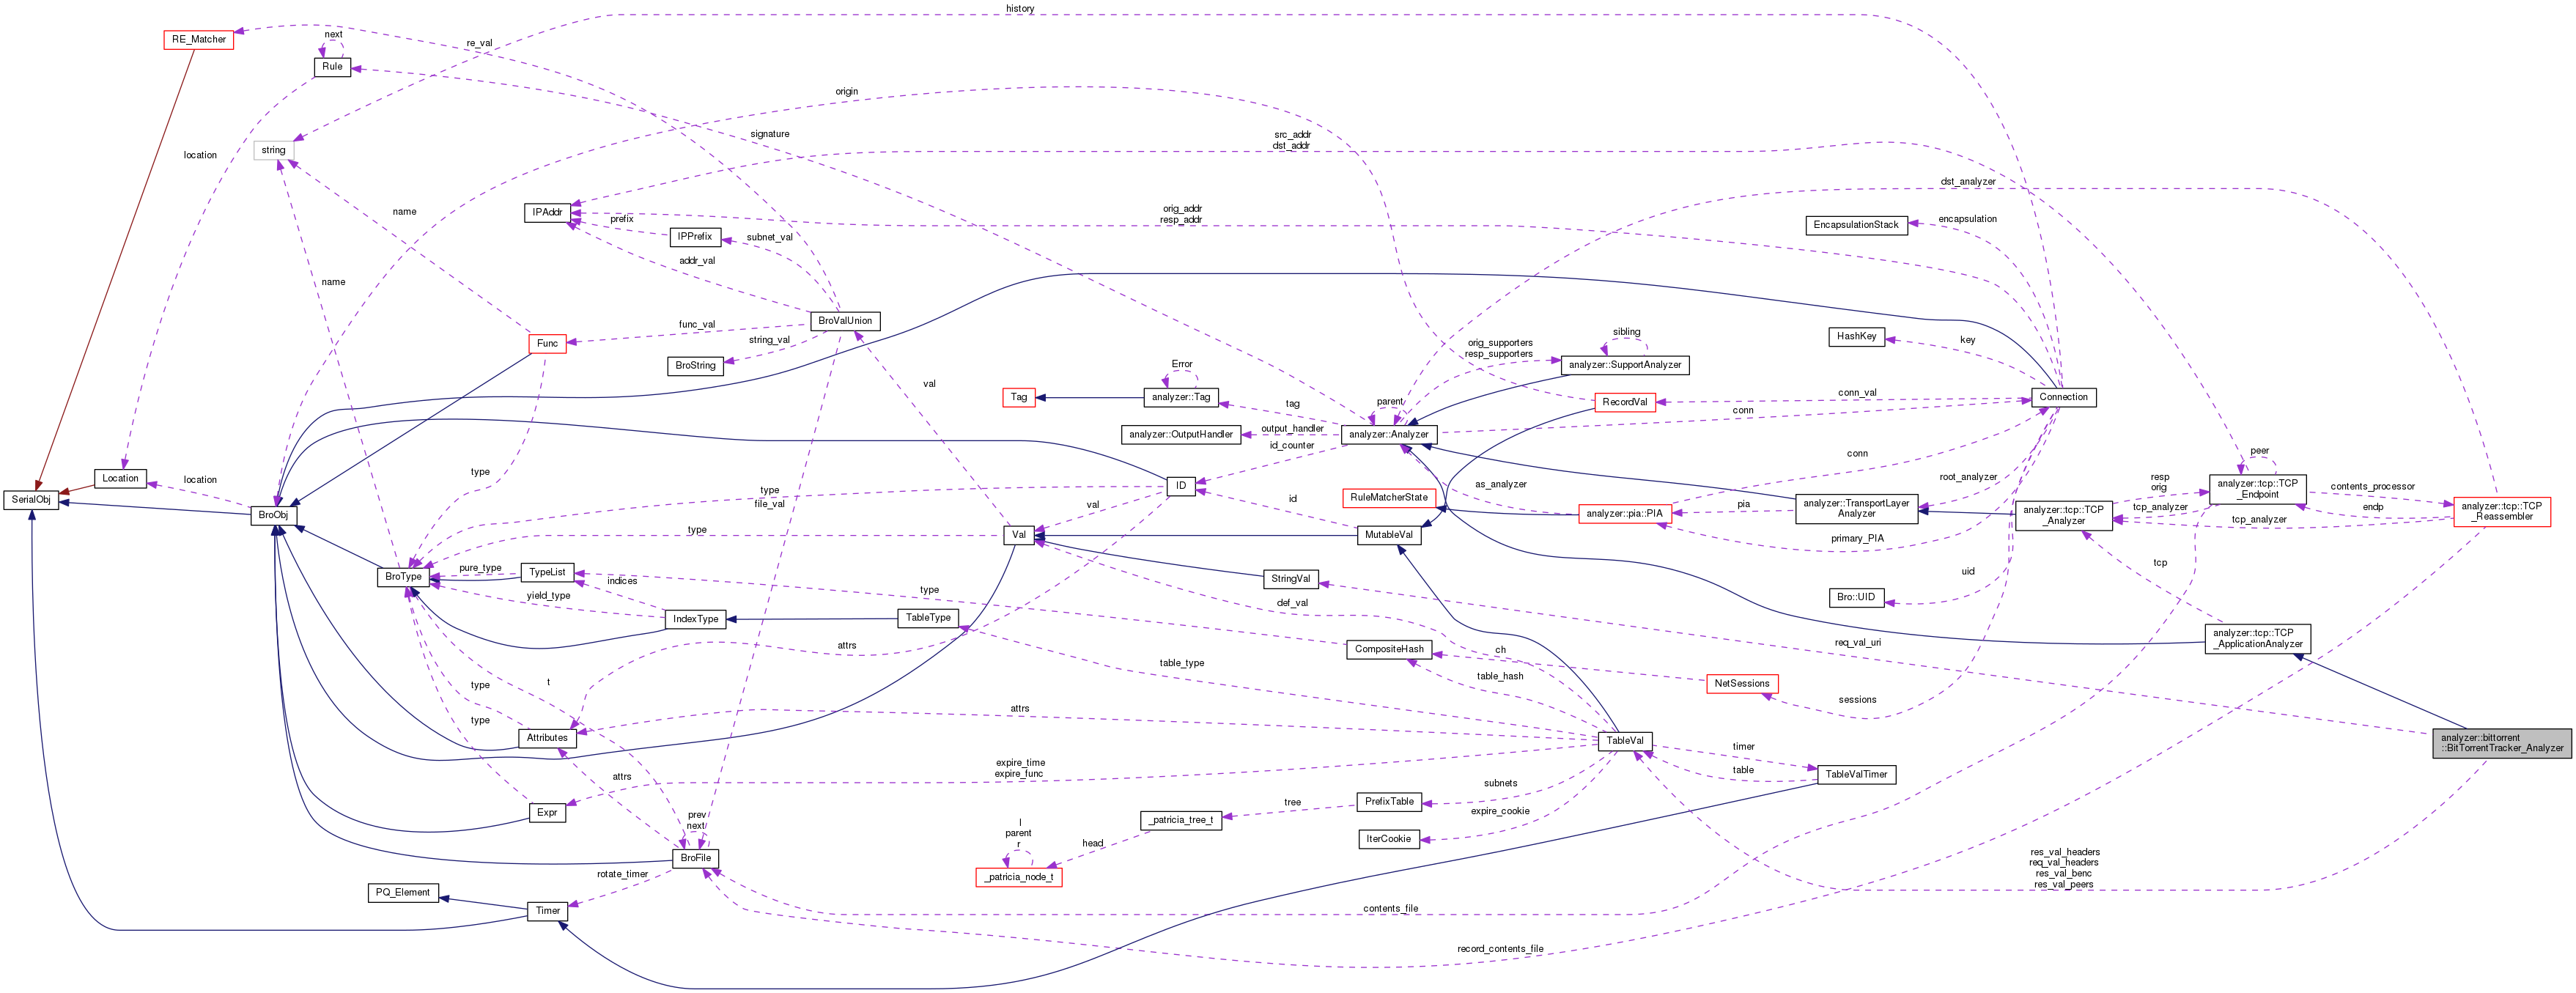 history
RE_Matcher
next
re_val
Rule
origin
signature
src_addr
dst_addr
string
location
dst_analyzer
name
IPAddr
prefix
orig_addr
resp_addr
encapsulation
EncapsulationStack
IPPrefix
subnet_val
addr_val
name
BroValUnion
func_val
string_val
Func
BroString
sibling
HashKey
key
orig_supporters
resp_supporters
analyzer::SupportAnalyzer
Error
Tag
analyzer::Tag
tag
val
parent
conn
RecordVal
conn_val
Connection
analyzer::OutputHandler
output_handler
analyzer::Analyzer
id_counter
conn
peer
type
location
Location
SerialObj
BroObj
type
file_val
ID
val
id
as_analyzer
RuleMatcherState
analyzer::pia::PIA
pia
analyzer::TransportLayer
Analyzer
root_analyzer
primary_PIA
analyzer::tcp::TCP
_Analyzer
resp
orig
tcp_analyzer
analyzer::tcp::TCP
_Endpoint
contents_processor
endp
tcp_analyzer
analyzer::tcp::TCP
_Reassembler
type
Val
MutableVal
tcp
BroType
pure_type
TypeList
yield_type
indices
StringVal
type
def_val
uid
Bro::UID
IndexType
TableType
attrs
CompositeHash
ch
req_val_uri
analyzer::tcp::TCP
_ApplicationAnalyzer
table_type
table_hash
NetSessions
sessions
type
t
type
attrs
Attributes
TableVal
timer
table
TableValTimer
analyzer::bittorrent
::BitTorrentTracker_Analyzer
attrs
expire_time
expire_func
subnets
PrefixTable
tree
_patricia_tree_t
expire_cookie
IterCookie
Expr
prev
next
l
parent
r
head
_patricia_node_t
BroFile
rotate_timer
res_val_headers
req_val_headers
res_val_benc
res_val_peers
PQ_Element
Timer
contents_file
record_contents_file